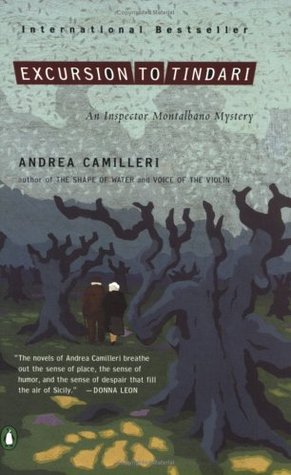 International Bestseller
EXCURSION TO TINDARI
An Inspector Montalbano Mystery
ANDREA CAMILLERI
author of THE SHAPE OF WATER and VOICE OF THE VIOLIN
"The novels of Andrea Camilleri breathe
out the sense of place, the sense of
humor, and the sense of despair that fill
the air of Sicily." —DONNA LEON